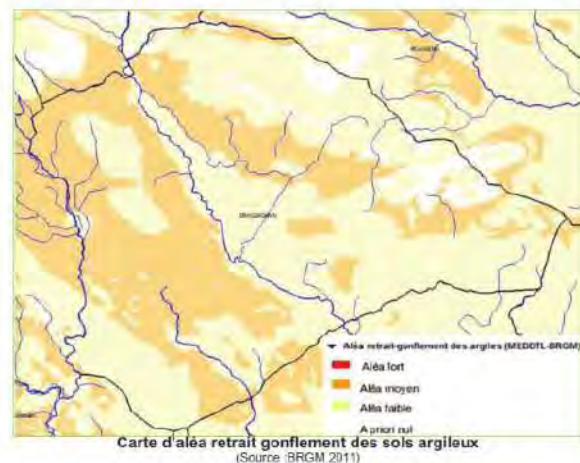 DRAGUIGNAN
Aléa retrait-gonflement des argiles (MEDDTL-BRGM)
Aléa fort
Aléa moyen
Aléa faible
A priori nul
Carte d'aléa retrait gonflement des sols argileux
(Source :BRGM 2011)